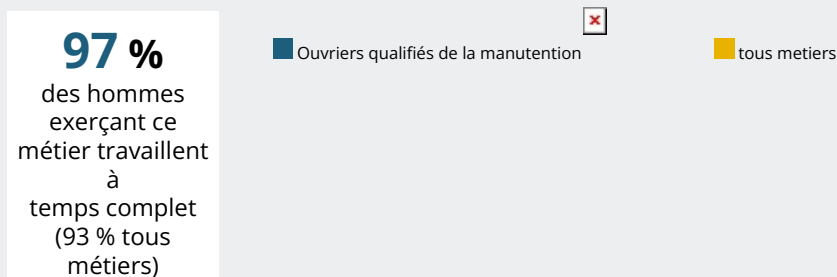 97 %
des hommes
exerçant ce
métier travaillent
à
temps complet
(93 % tous
métiers)
Ouvriers qualifiés de la manutention
tous metiers